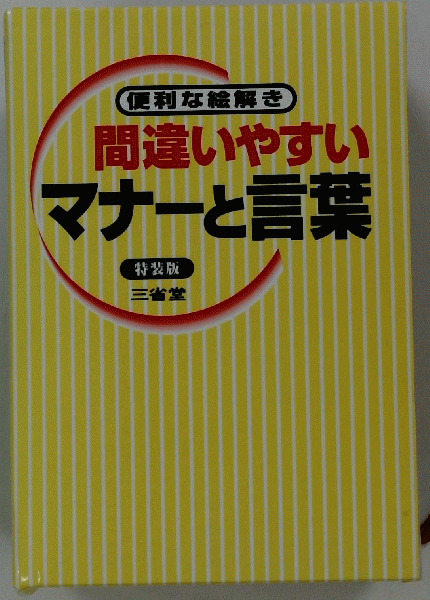 便利な絵解き
間違いやすい
マナーと言葉
特装版
三省堂